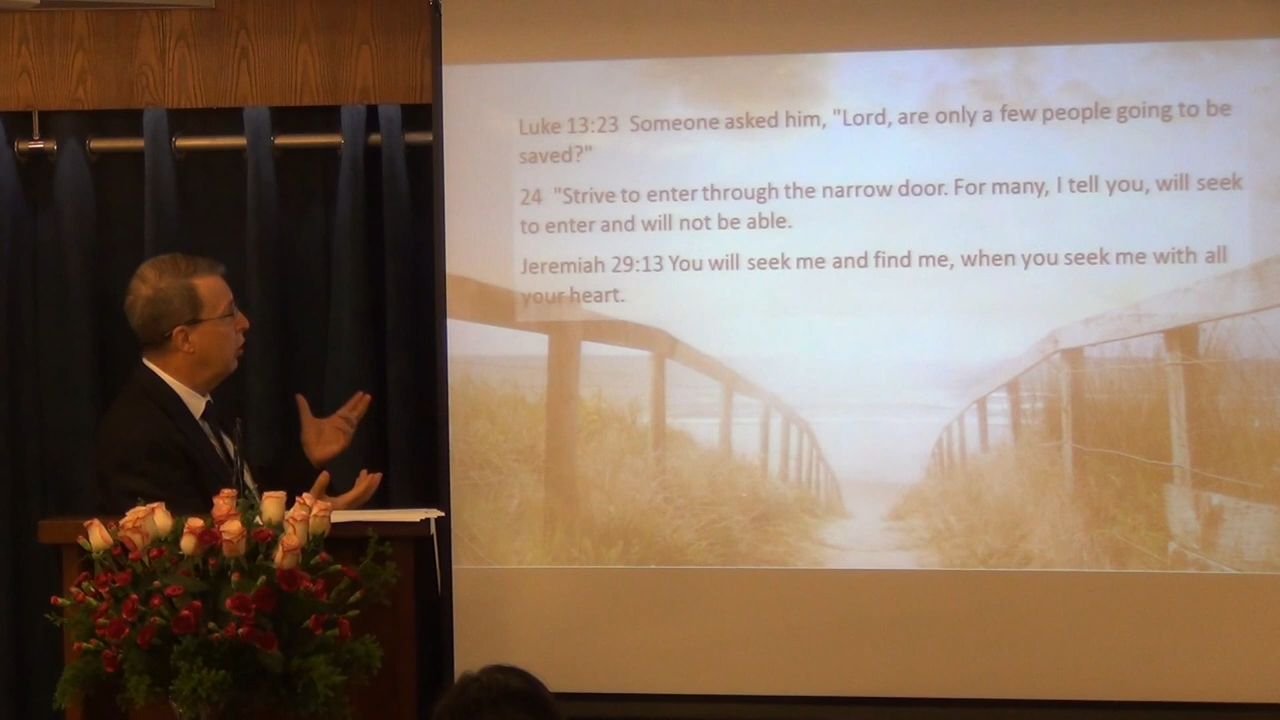 Luke 13:23 Someone asked him, "Lord, are only a few people going to be
saved?"
24 "Strive to enter through the narrow door. For many, I tell you, will seek
to enter and will not be able.
Jeremiah 29:13 You will seek me and find me, when you seek me with all
your heart.